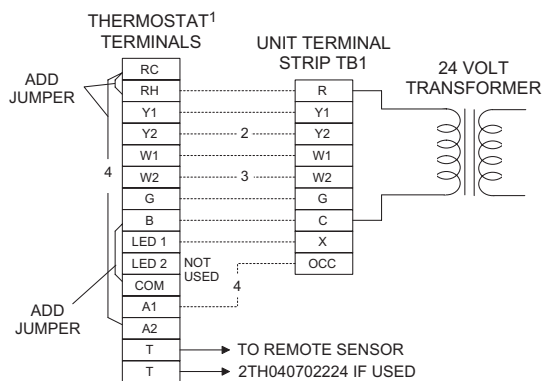 THERMOSTAT1
TERMINALS
UNIT TERMINAL
STRIP TB1
24 VOLT
TRANSFORMER
ADD
JUMPER
RC
RH
R
Y1
Y1
Y2
2
Y2
W1
W1
4
W2
3
W2
G
G
B
C
LED 1
X
LED 2
NOT
USED
OCC
COM
4
A1
ADD
JUMPER
A2
T
TO REMOTE SENSOR
T
2TH040702224 IF USED